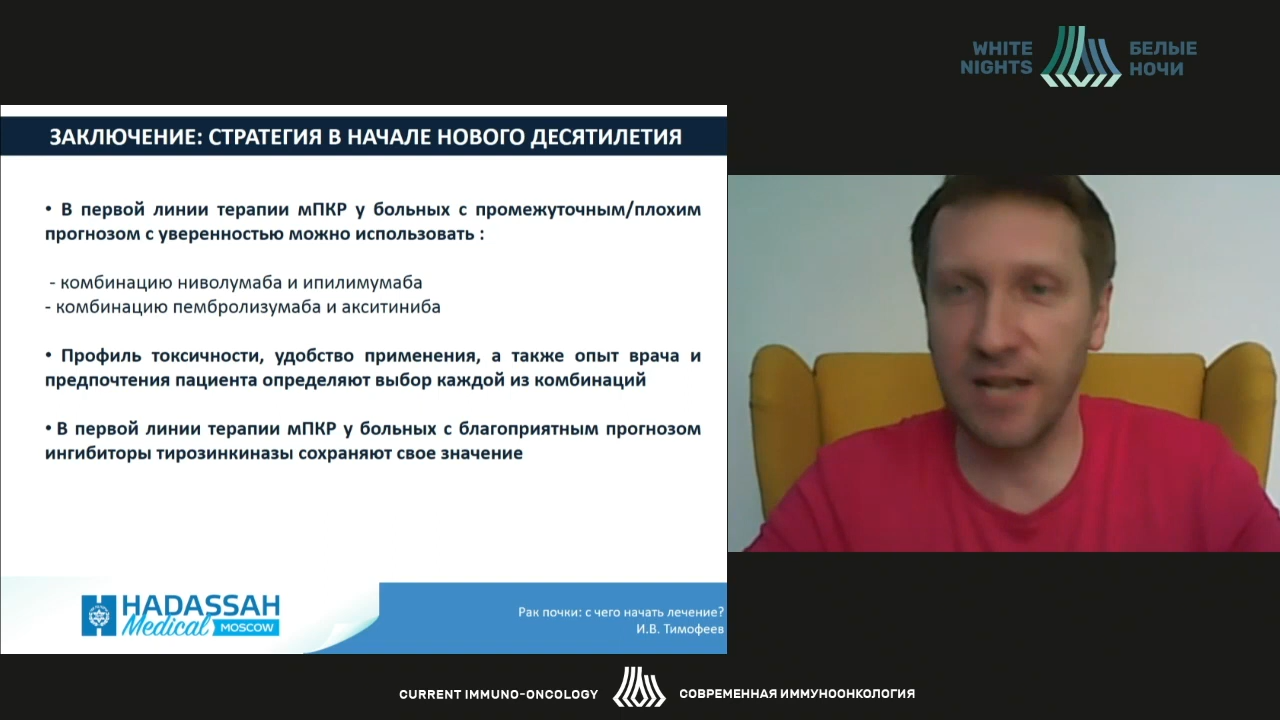 WHITE
NIGHTS
БЕЛЫЕ
НОЧИ
ЗАКЛЮЧЕНИЕ: СТРАТЕГИЯ В НАЧАЛЕ НОВОГО ДЕСЯТИЛЕТИЯ
• В первой линии терапии мПКР у больных с промежуточным/плохим
прогнозом с уверенностью можно использовать :
- комбинацию ниволумаба и ипилимумаба
- комбинацию пембролизумаба и акситиниба
• Профиль токсичности, удобство применения, а также опыт врача и
предпочтения пациента определяют выбор каждой из комбинаций
• В первой линии терапии мПКР у больных с благоприятным прогнозом
ингибиторы тирозинкиназы сохраняют свое значение
HADASSAH
Medical MOSCOW
Рак почки: с чего начать лечение?
И.В. Тимофеев
CURRENT IMMUNO-ONCOLOGY
СОВРЕМЕННАЯ ИММУНООНКОЛОГИЯ